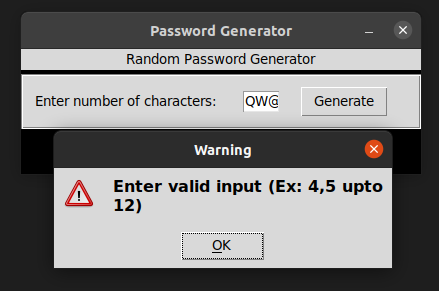 Password Generator
Random Password Generator
Enter number of characters: QW@ Generate
Warning
Enter valid input (Ex: 4,5 upto
12)
OK